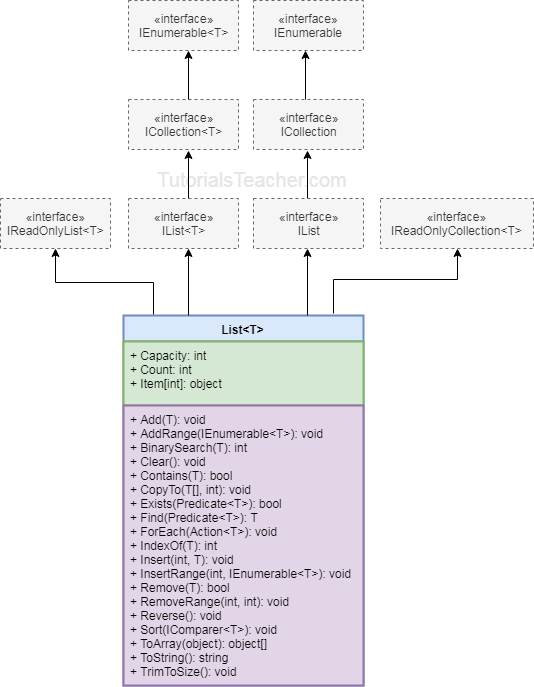 «interface»
IEnumerable<T>
«interface»
IEnumerable
«interface»
ICollection<T>
«interface»
ICollection
TutorialsTeacher.com
«interface»
IReadOnlyList<T>
«interface»
IList<T>
«interface»
IList
«interface»
IReadOnlyCollection<T>
List<T>
+ Capacity: int
+ Count: int
+ Item[int]: object
+ Add(T): void
+ AddRange(IEnumerable<T>): void
+ BinarySearch(T): int
+ Clear(): void
+ Contains(T): bool
+ CopyTo(T[], int): void
+ Exists(Predicate<T>): bool
+ Find(Predicate<T>): T
+ ForEach(Action<T>): void
+ IndexOf(T): int
+ Insert(int, T): void
+ InsertRange(int, IEnumerable<T>): void
+ Remove(T): bool
+ RemoveRange(int, int): void
+ Reverse(): void
+ Sort(IComparer<T>): void
+ ToArray(object): object[]
+ ToString(): string
+ TrimToSize(): void